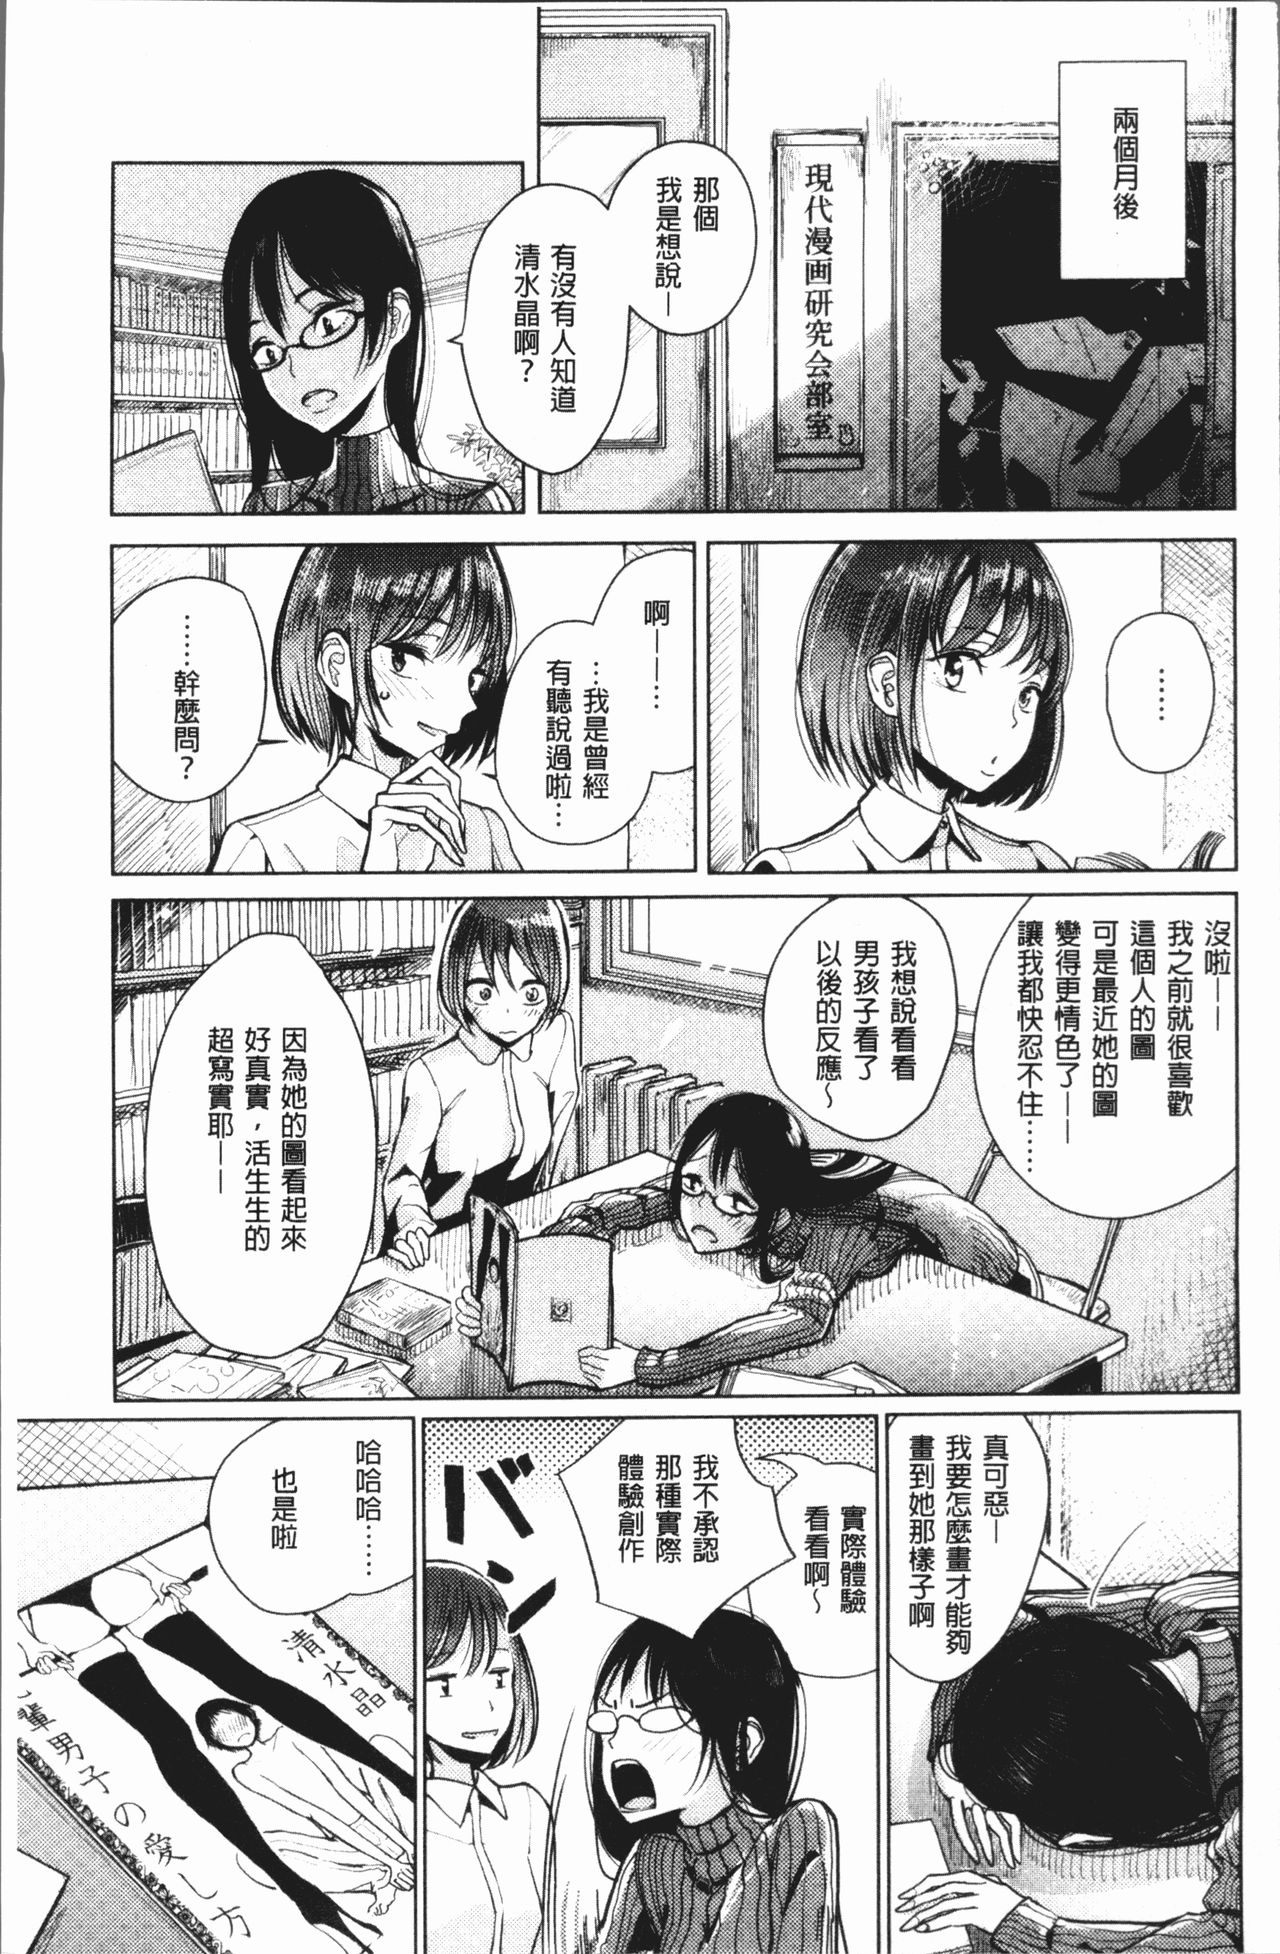 兩個月後
現代漫画研究会部室
那個
我是想說—
有沒有人知道
清水晶啊？
……
啊——…
…我是曾經
有聽說過啦…
……幹麼問？
沒啦——
我之前就很喜歡
這個人的圖
可是最近她的圖
變得更情色了——
讓我都快忍不住……
我想說看看
男孩子看了
以後的反應～
因為她的圖看起來
好真實，活生生的
超寫實耶——
真可惡—
我要怎麼畫才能夠
畫到她那樣子啊
實際體驗
看看啊～
我不承認
那種實際
體驗創作
バンッ
哈哈哈……
也是啦
清水晶
輩男子の愛し方